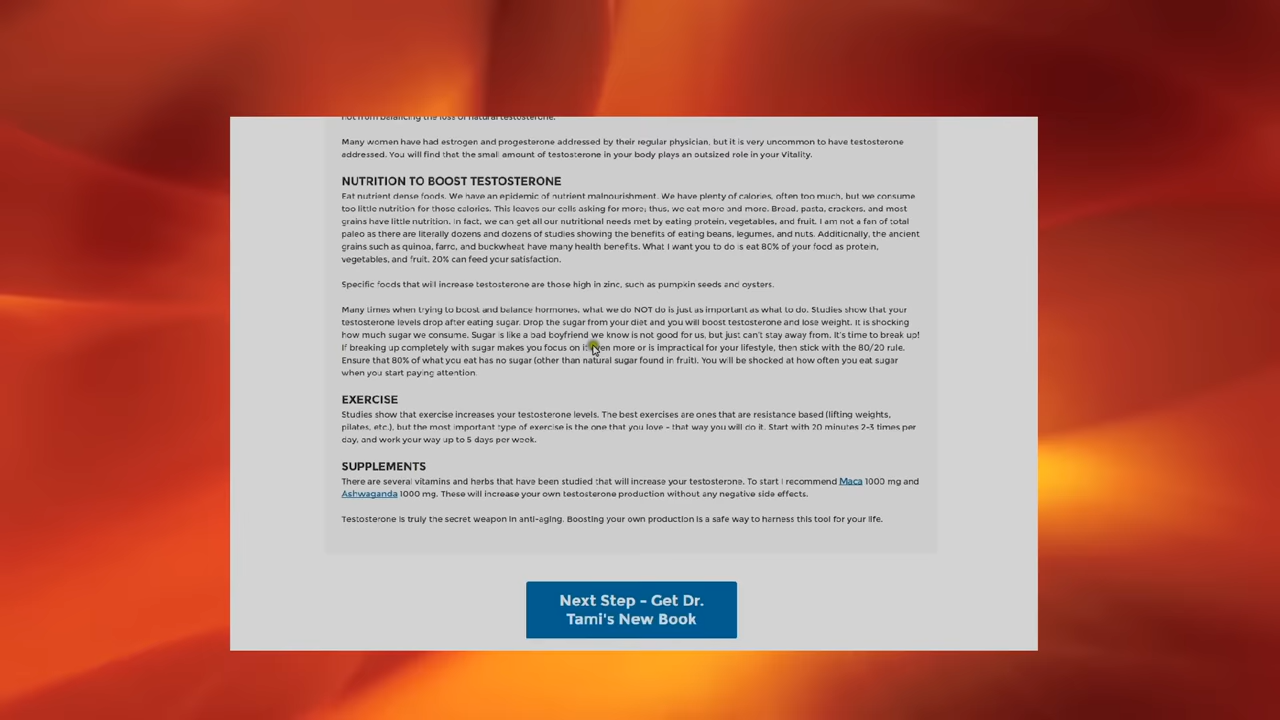 not from balancing the loss of natural testosterone.
Many women have had estrogen and progesterone addressed by their regular physician, but it is very uncommon to have testosterone
addressed. You will find that the small amount of testosterone in your body plays an outsized role in your Vitality.
NUTRITION TO BOOST TESTOSTERONE
Eat nutrient dense foods. We have an epidemic of nutrient malnourishment. We have plenty of calories, often too much, but we consume
too little nutrition for those calories. This leaves our cells asking for more; thus, we eat more and more. Bread, pasta, crackers, and most
grains have little nutrition. In fact, we can get all our nutritional needs met by eating protein, vegetables, and fruit. I am not a fan of total
paleo as there are literally dozens and dozens of studies showing the benefits of eating beans, legumes, and nuts. Additionally, the ancient
grains such as quinoa, farro, and buckwheat have many health benefits. What I want you to do is eat 80% of your food as protein,
vegetables, and fruit. 20% can feed your satisfaction.
Specific foods that will increase testosterone are those high in zinc, such as pumpkin seeds and oysters.
Many times when trying to boost and balance hormones, what we do NOT do is just as important as what to do. Studies show that your
testosterone levels drop after eating sugar. Drop the sugar from your diet and you will boost testosterone and lose weight. It is shocking
how much sugar we consume. Sugar is like a bad boyfriend we know is not good for us, but just can't stay away from. It's time to break up!
If breaking up completely with sugar makes you focus on it even more or is impractical for your lifestyle, then stick with the 80/20 rule.
Ensure that 80% of what you eat has no sugar (other than natural sugar found in fruit). You will be shocked at how often you eat sugar
when you start paying attention.
EXERCISE
Studies show that exercise increases your testosterone levels. The best exercises are ones that are resistance based (lifting weights,
pilates, etc.), but the most important type of exercise is the one that you love - that way you will do it. Start with 20 minutes 2-3 times per
day, and work your way up to 5 days per week.
SUPPLEMENTS
There are several vitamins and herbs that have been studied that will increase your testosterone. To start I recommend Maca 1000 mg and
Ashwaganda 1000 mg. These will increase your own testosterone production without any negative side effects.
Testosterone is truly the secret weapon in anti-aging. Boosting your own production is a safe way to harness this tool for your life.
Next Step - Get Dr.
Tami's New Book